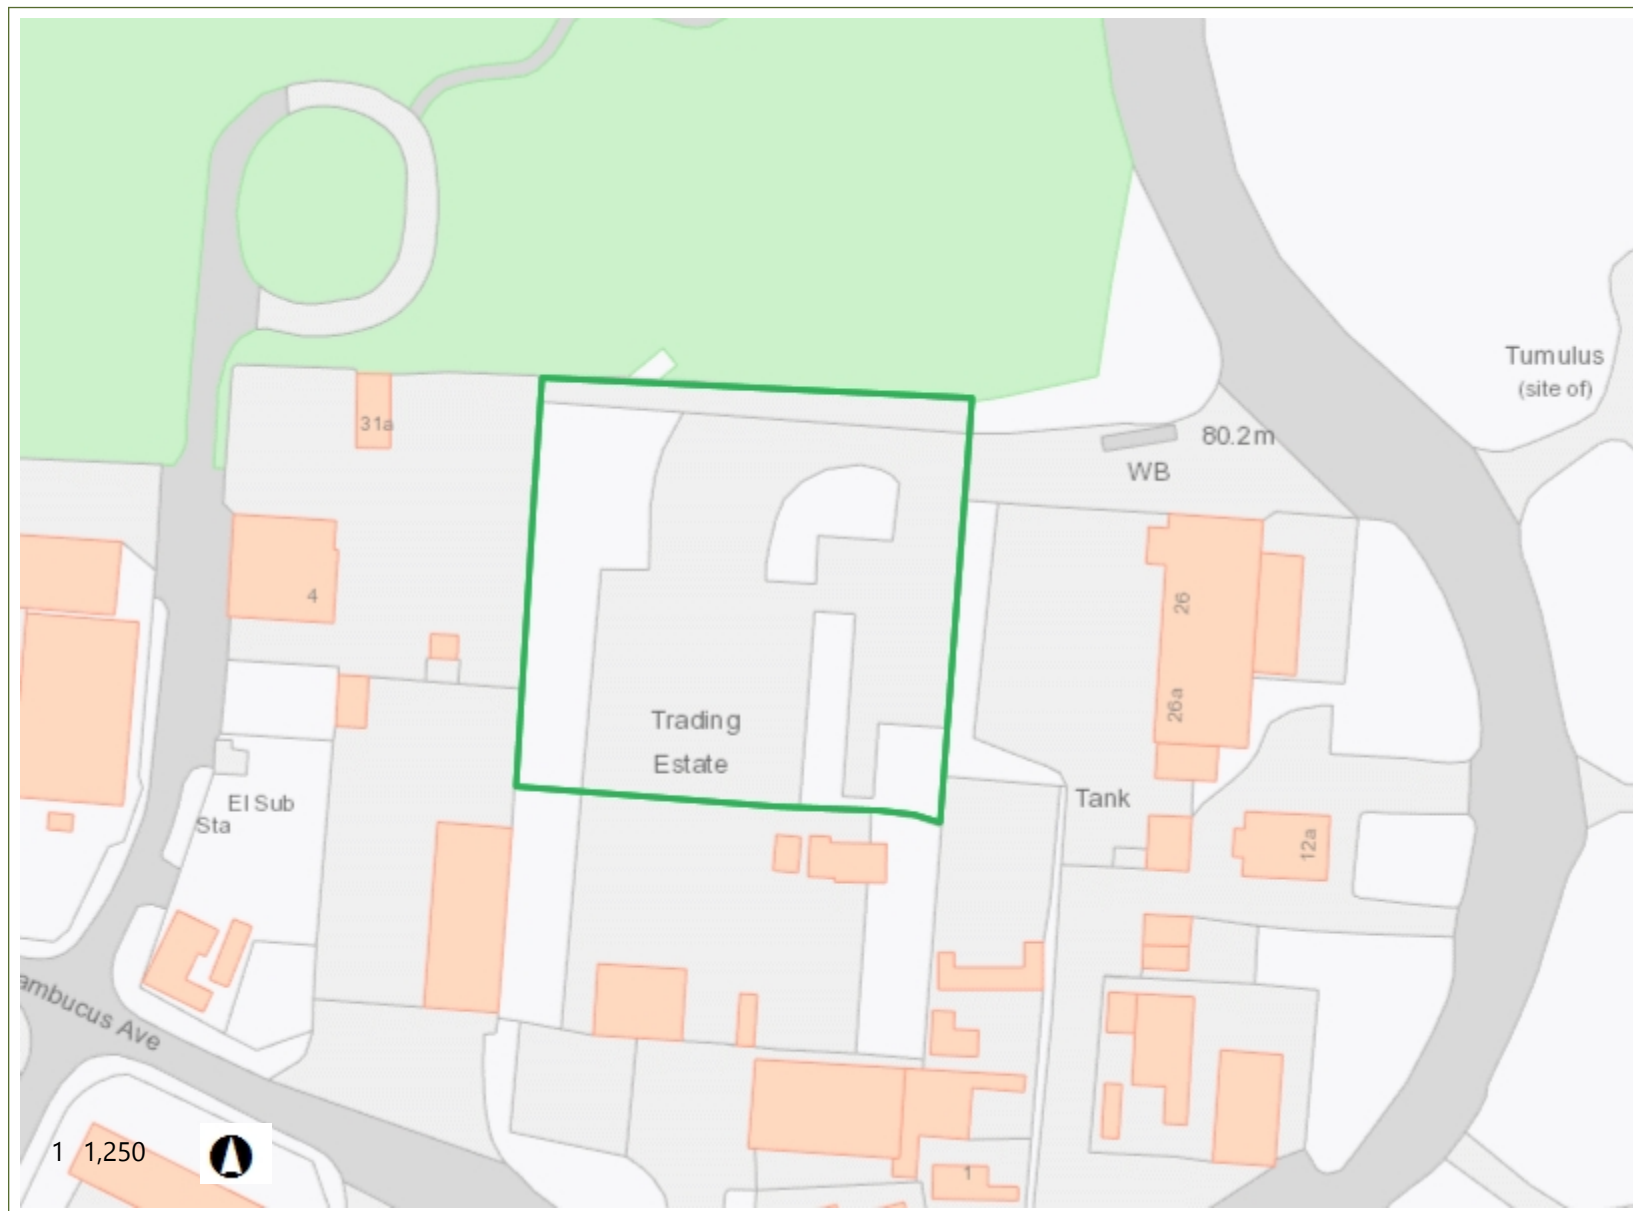 Tumulus
(site of)
31a
80.2m
WB
4
26
26a
Trading
Estate
Tank
El Sub
Sta
12a
ambucus Ave
1 1,250
1